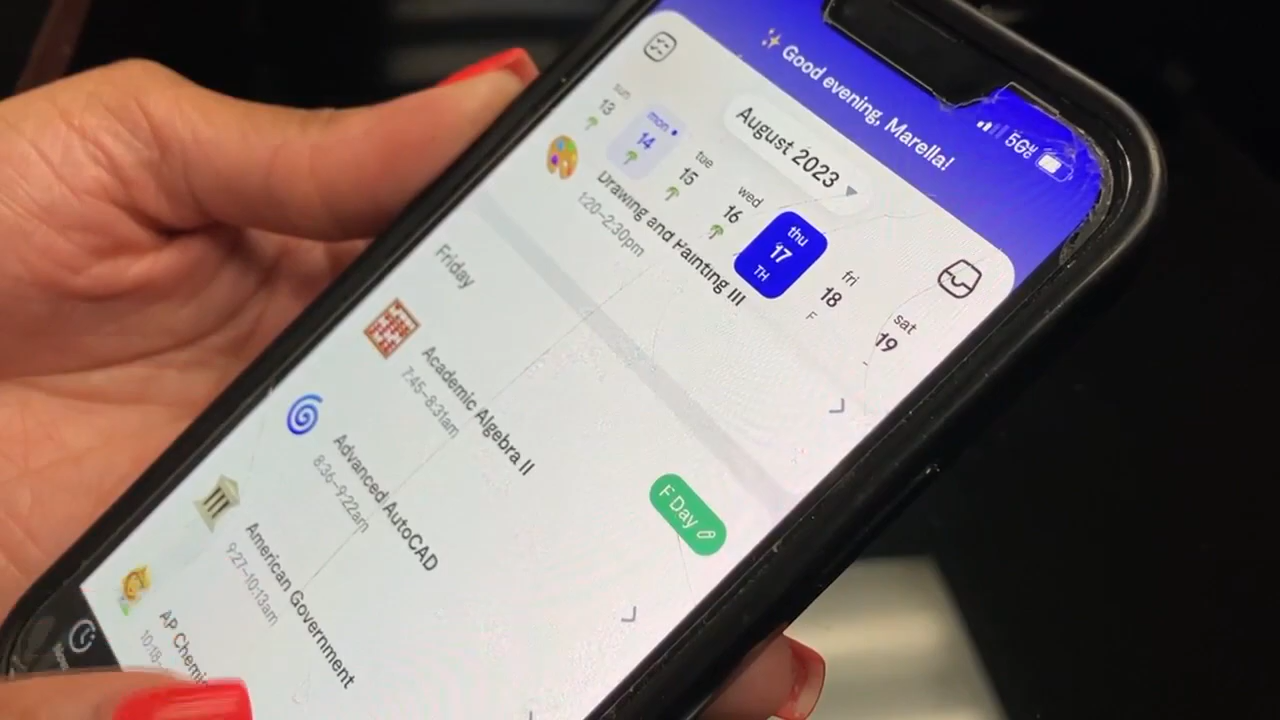 ✨ Good evening, Marella!
5G
August 2023
sun mon tue wed thu fri sat
13 14 15 16 17 18 19
TH F
Drawing and Painting III
1:20–2:30pm
Friday
F Day
Academic Algebra II
7:45–8:31am
Advanced AutoCAD
8:36–9:22am
American Government
9:27–10:13am
AP
10:18–